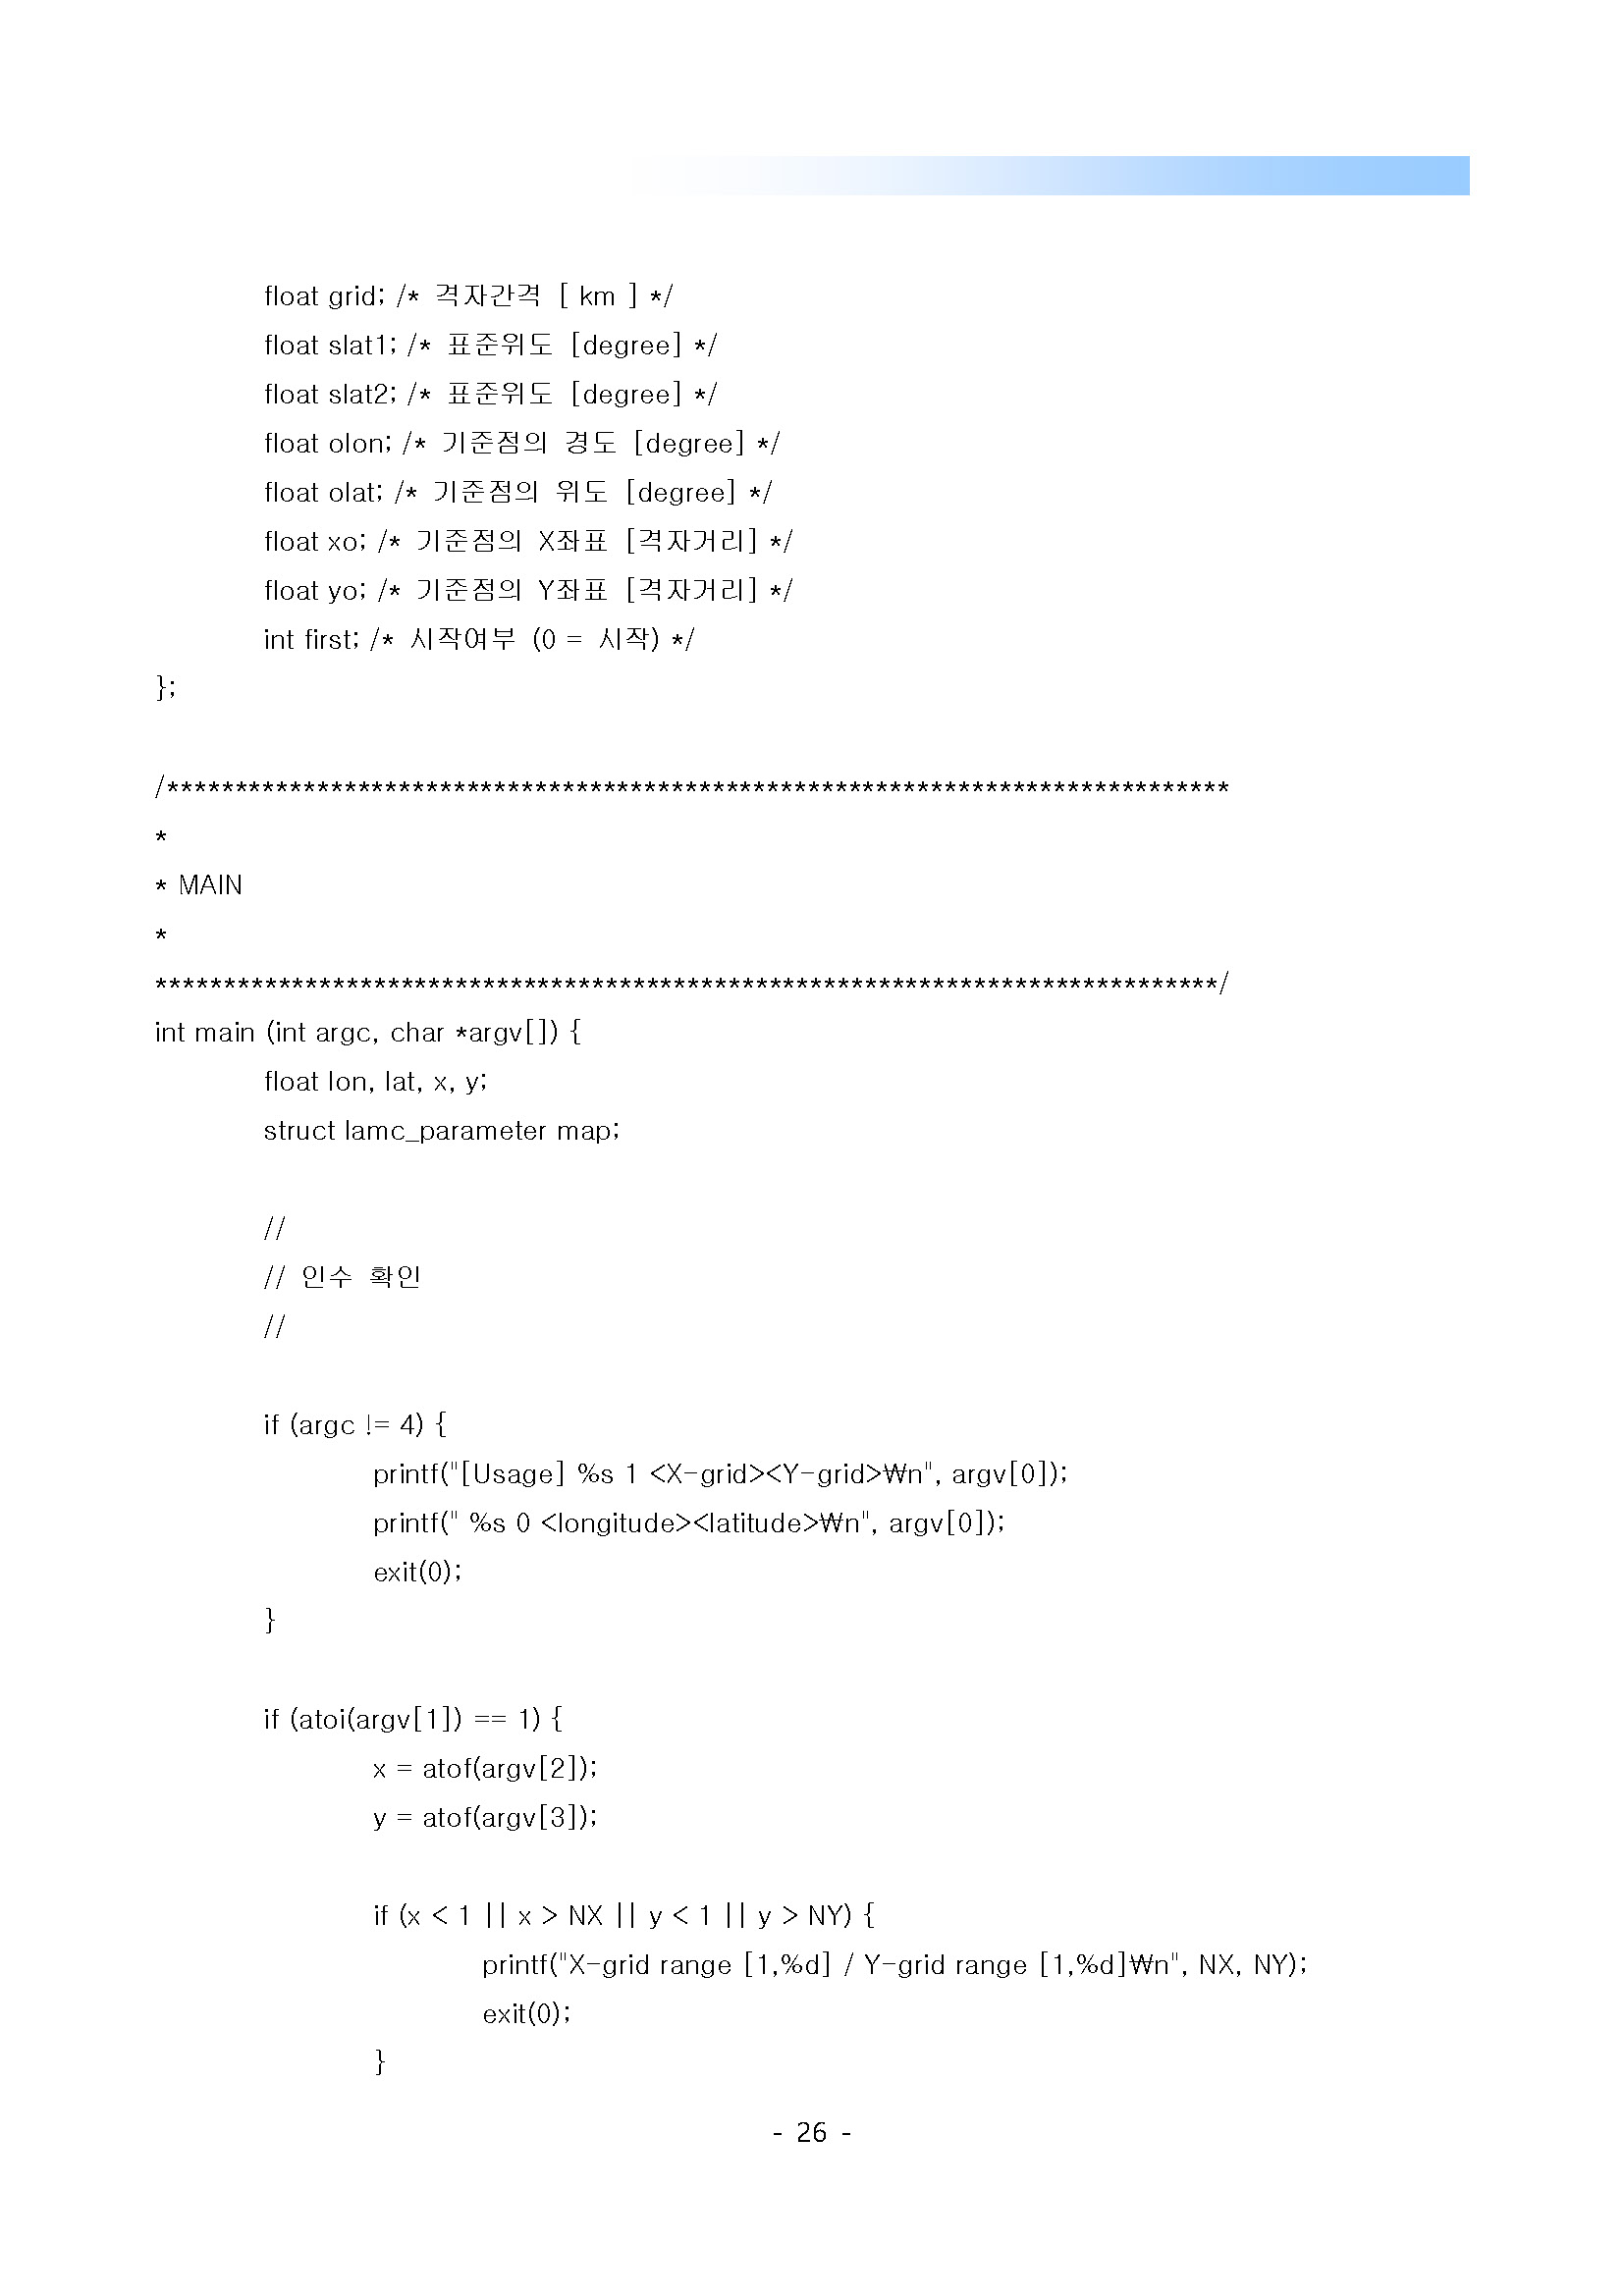 float grid; /* 격자간격 [ km ] */
float slat1; /* 표준위도 [degree] */
float slat2; /* 표준위도 [degree] */
float olon; /* 기준점의 경도 [degree] */
float olat; /* 기준점의 위도 [degree] */
float xo; /* 기준점의 X좌표 [격자거리] */
float yo; /* 기준점의 Y좌표 [격자거리] */
int first; /* 시작여부 (0 = 시작) */
};
/******************************************************************************
*
* MAIN
*
******************************************************************************/
int main (int argc, char *argv[]) {
float lon, lat, x, y;
struct lamc_parameter map;
//
// 인수 확인
//
if (argc != 4) {
printf("[Usage] %s 1 <X-grid><Y-grid>₩n", argv[0]);
printf(" %s 0 <longitude><latitude>₩n", argv[0]);
exit(0);
}
if (atoi(argv[1]) == 1) {
x = atof(argv[2]);
y = atof(argv[3]);
if (x < 1 || x > NX || y < 1 || y > NY) {
printf("X-grid range [1,%d] / Y-grid range [1,%d]₩n", NX, NY);
exit(0);
}
- 26 -